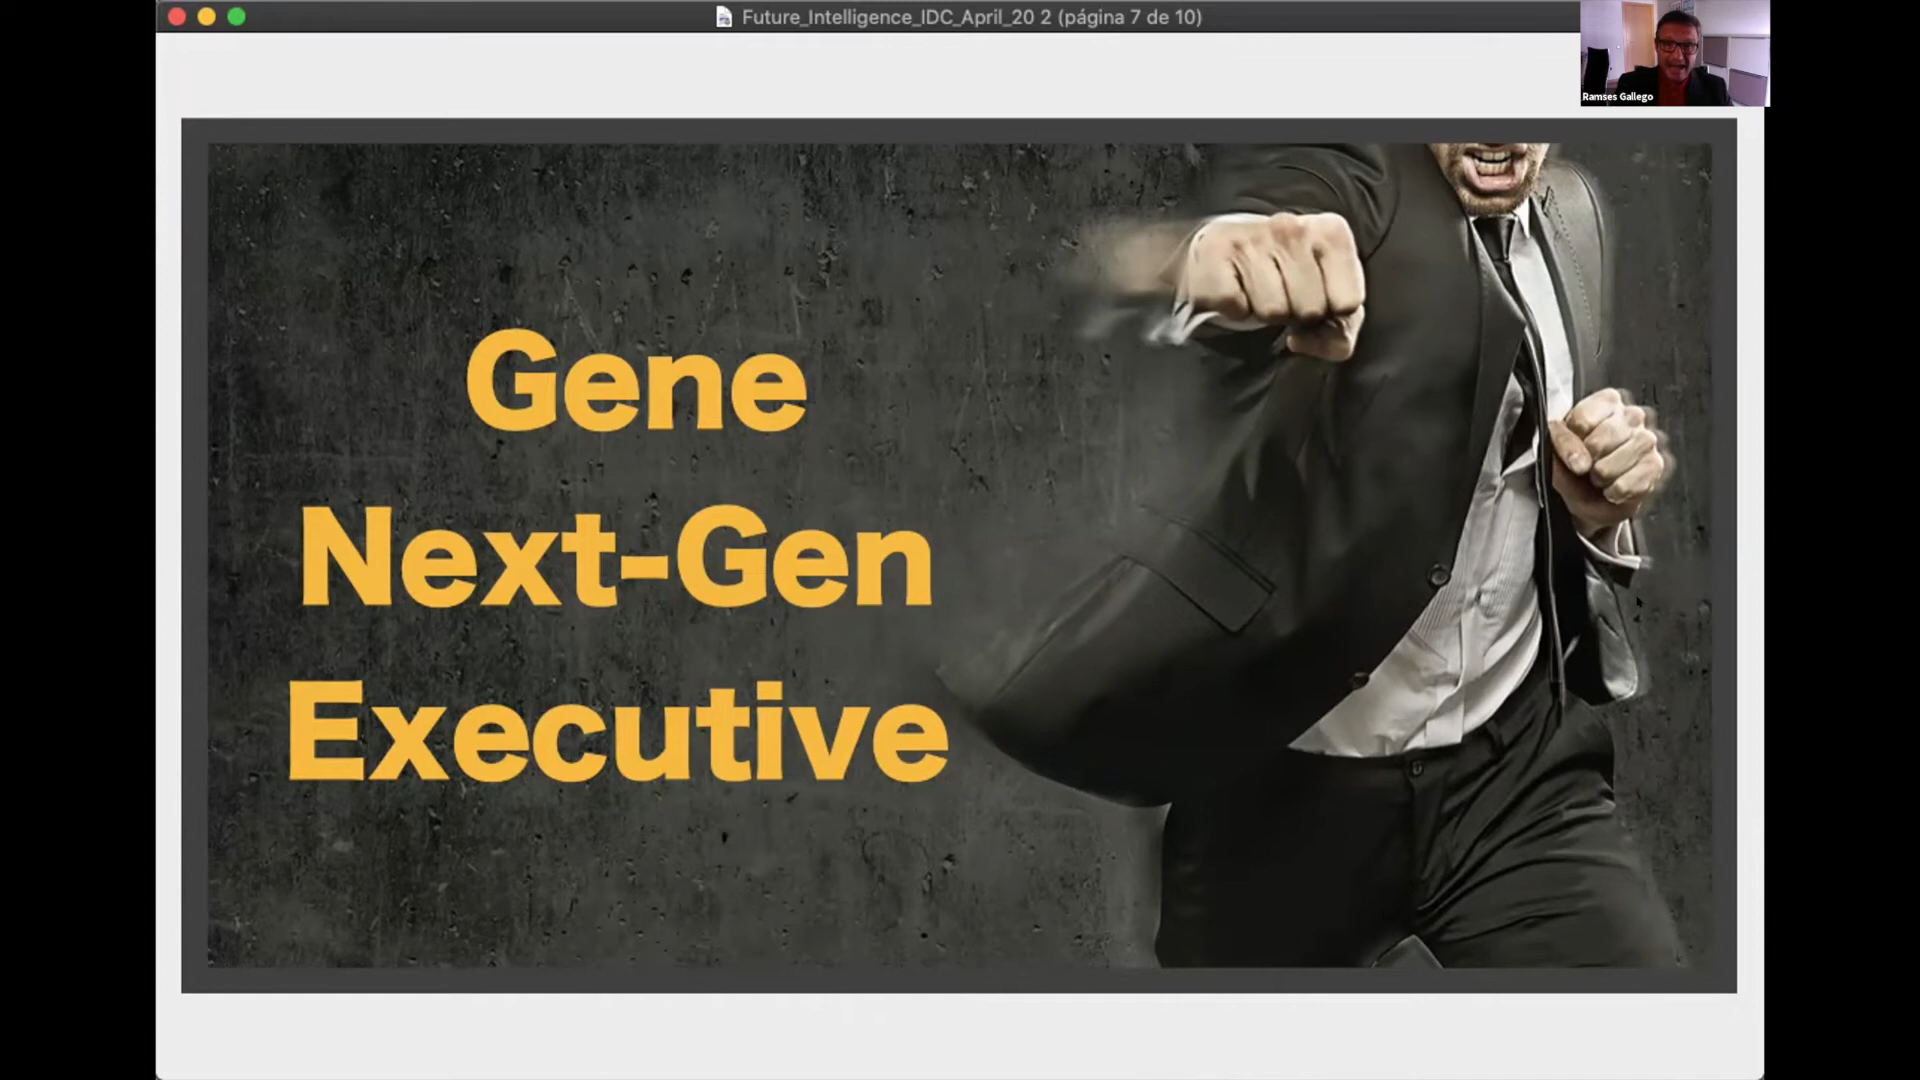 Future_Intelligence_IDC_April_20 2 (página 7 de 10)
Ramses Gallego
Gene
Next-Gen
Executive